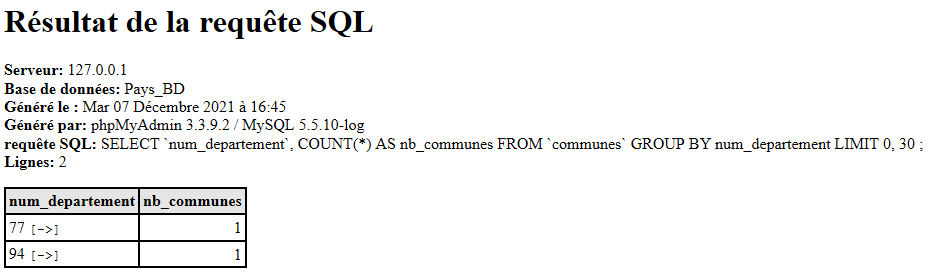 Résultat de la requête SQL
Serveur: 127.0.0.1
Base de données: Pays_BD
Généré le : Mar 07 Décembre 2021 à 16:45
Généré par: phpMyAdmin 3.3.9.2 / MySQL 5.5.10-log
requête SQL: SELECT `num_departement`, COUNT(*) AS nb_communes FROM `communes` GROUP BY num_departement LIMIT 0, 30 ;
Lignes: 2
num_departement nb_communes
77 [->] 1
94 [->] 1